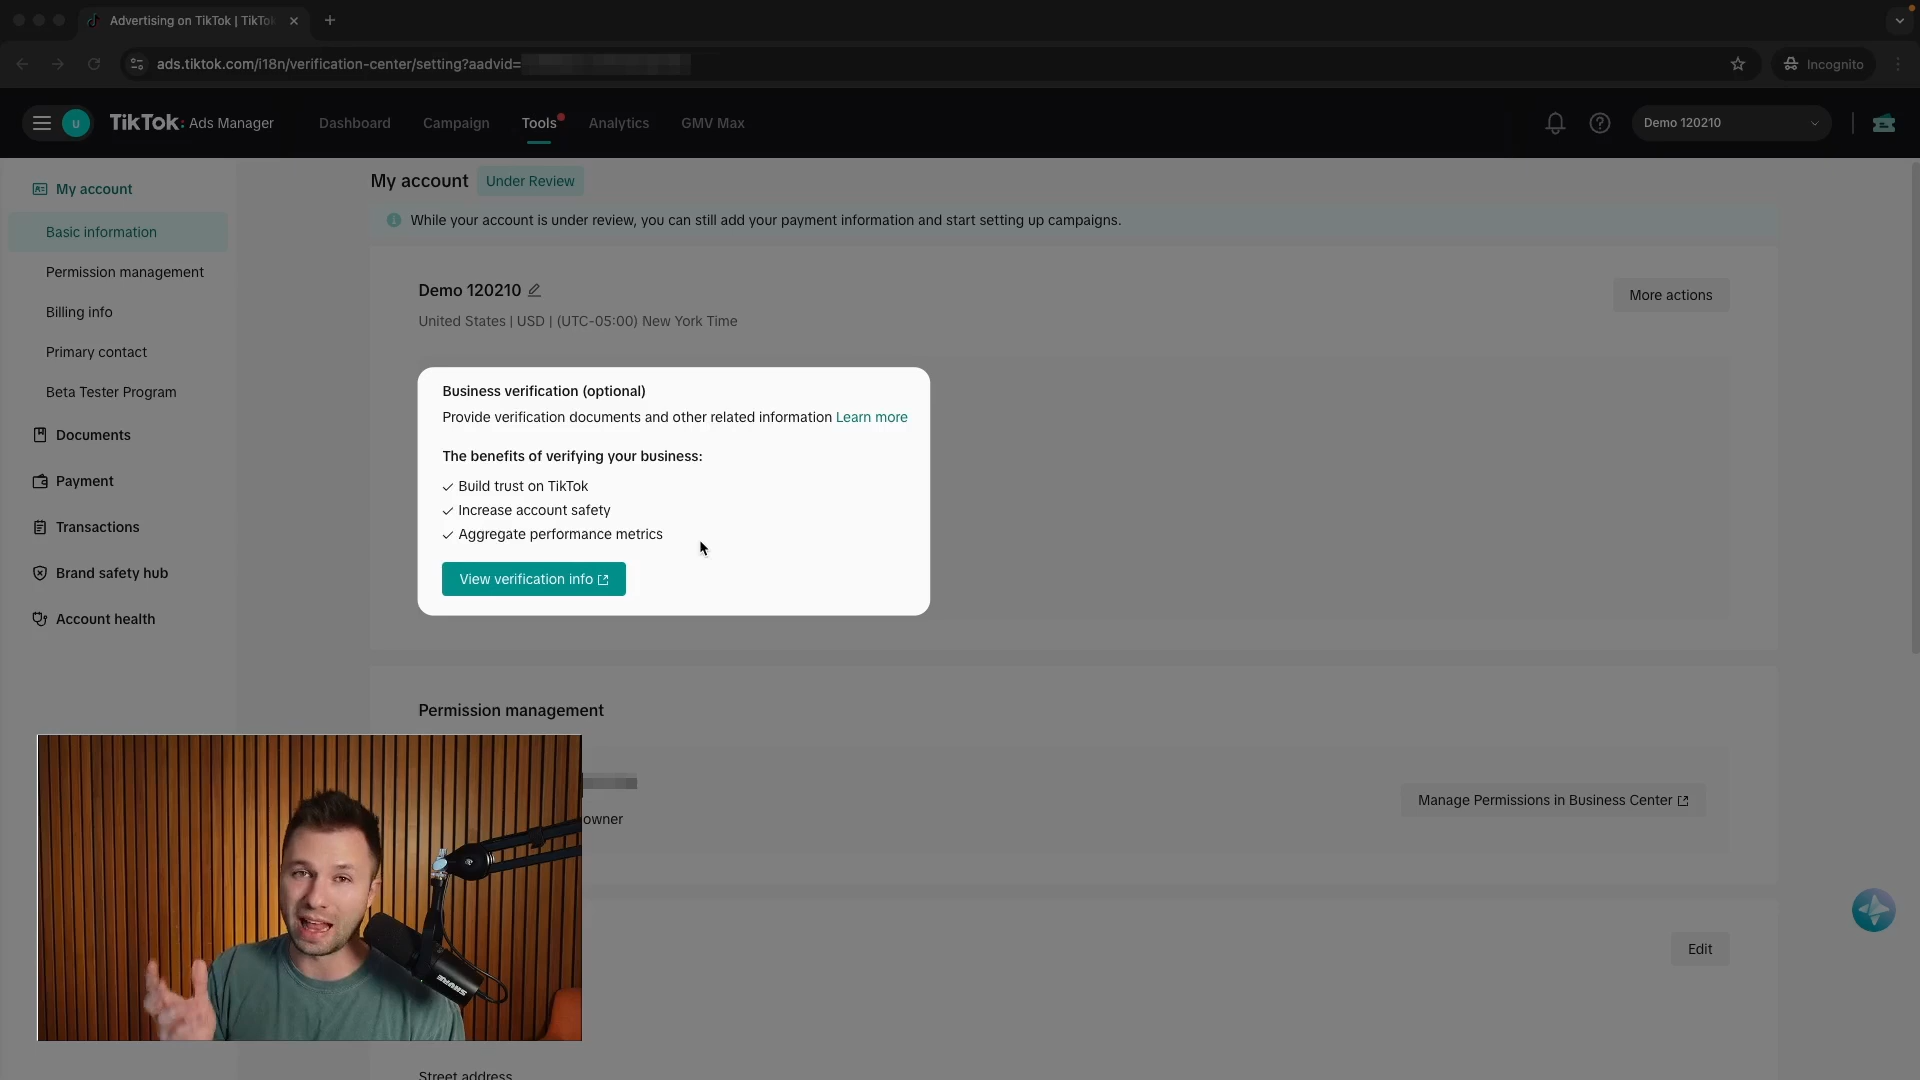 Advertising on TikTok | TikTo
ads.tiktok.com/i18n/verification-center/setting?aadvid=
Incognito
U
TikTok: Ads Manager
Dashboard
Campaign
Tools
Analytics
GMV Max
Demo 120210
My account
Basic information
Permission management
Billing info
Primary contact
Beta Tester Program
Documents
Payment
Transactions
Brand safety hub
Account health
My account
Under Review
While your account is under review, you can still add your payment information and start setting up campaigns.
Demo 120210
More actions
United States | USD | (UTC-05:00) New York Time
Business verification (optional)
Provide verification documents and other related information Learn more
The benefits of verifying your business:
Build trust on TikTok
Increase account safety
Aggregate performance metrics
View verification info
Permission management
owner
Manage Permissions in Business Center
Edit
Street address
SHURE